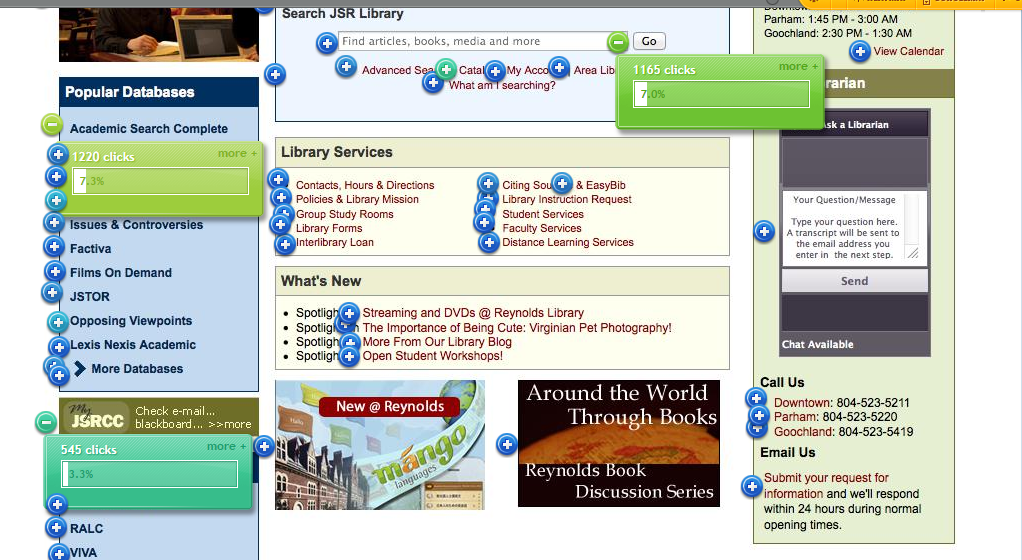 Search JSR Library
Find articles, books, media and more
Go
Advanced
My
Area
What am I searching?
1165 clicks
more +
7.0%
Popular Databases
Academic Search Complete
1220 clicks
more +
7.3%
Issues & Controversies
Factiva
Films On Demand
JSTOR
Opposing Viewpoints
Lexis Nexis Academic
More Databases
My
JSRCC
Check e-mail...
blackboard... >>more
545 clicks
more +
3.3%
RALC
VIVA
Library Services
Contacts, Hours & Directions
Policies & Library Mission
Group Study Rooms
Library Forms
Interlibrary Loan
Citing & EasyBib
Library Instruction Request
Student Services
Faculty Services
Distance Learning Services
What's New
Streaming and DVDs @ Reynolds Library
The Importance of Being Cute: Virginian Pet Photography!
More From Our Library Blog
Open Student Workshops!
New @ Reynolds
mango
languages
Around the World
Through Books
Reynolds Book
Discussion Series
Parham: 1:45 PM - 3:00 AM
Goochland: 2:30 PM - 1:30 AM
View Calendar
a Librarian
Your Question/Message
Type your question here.
A transcript will be sent to
the email address you
enter in the next step.
Send
Chat Available
Call Us
Downtown: 804-523-5211
Parham: 804-523-5220
Goochland: 804-523-5419
Email Us
Submit your request for
information and we'll respond
within 24 hours during normal
opening times.